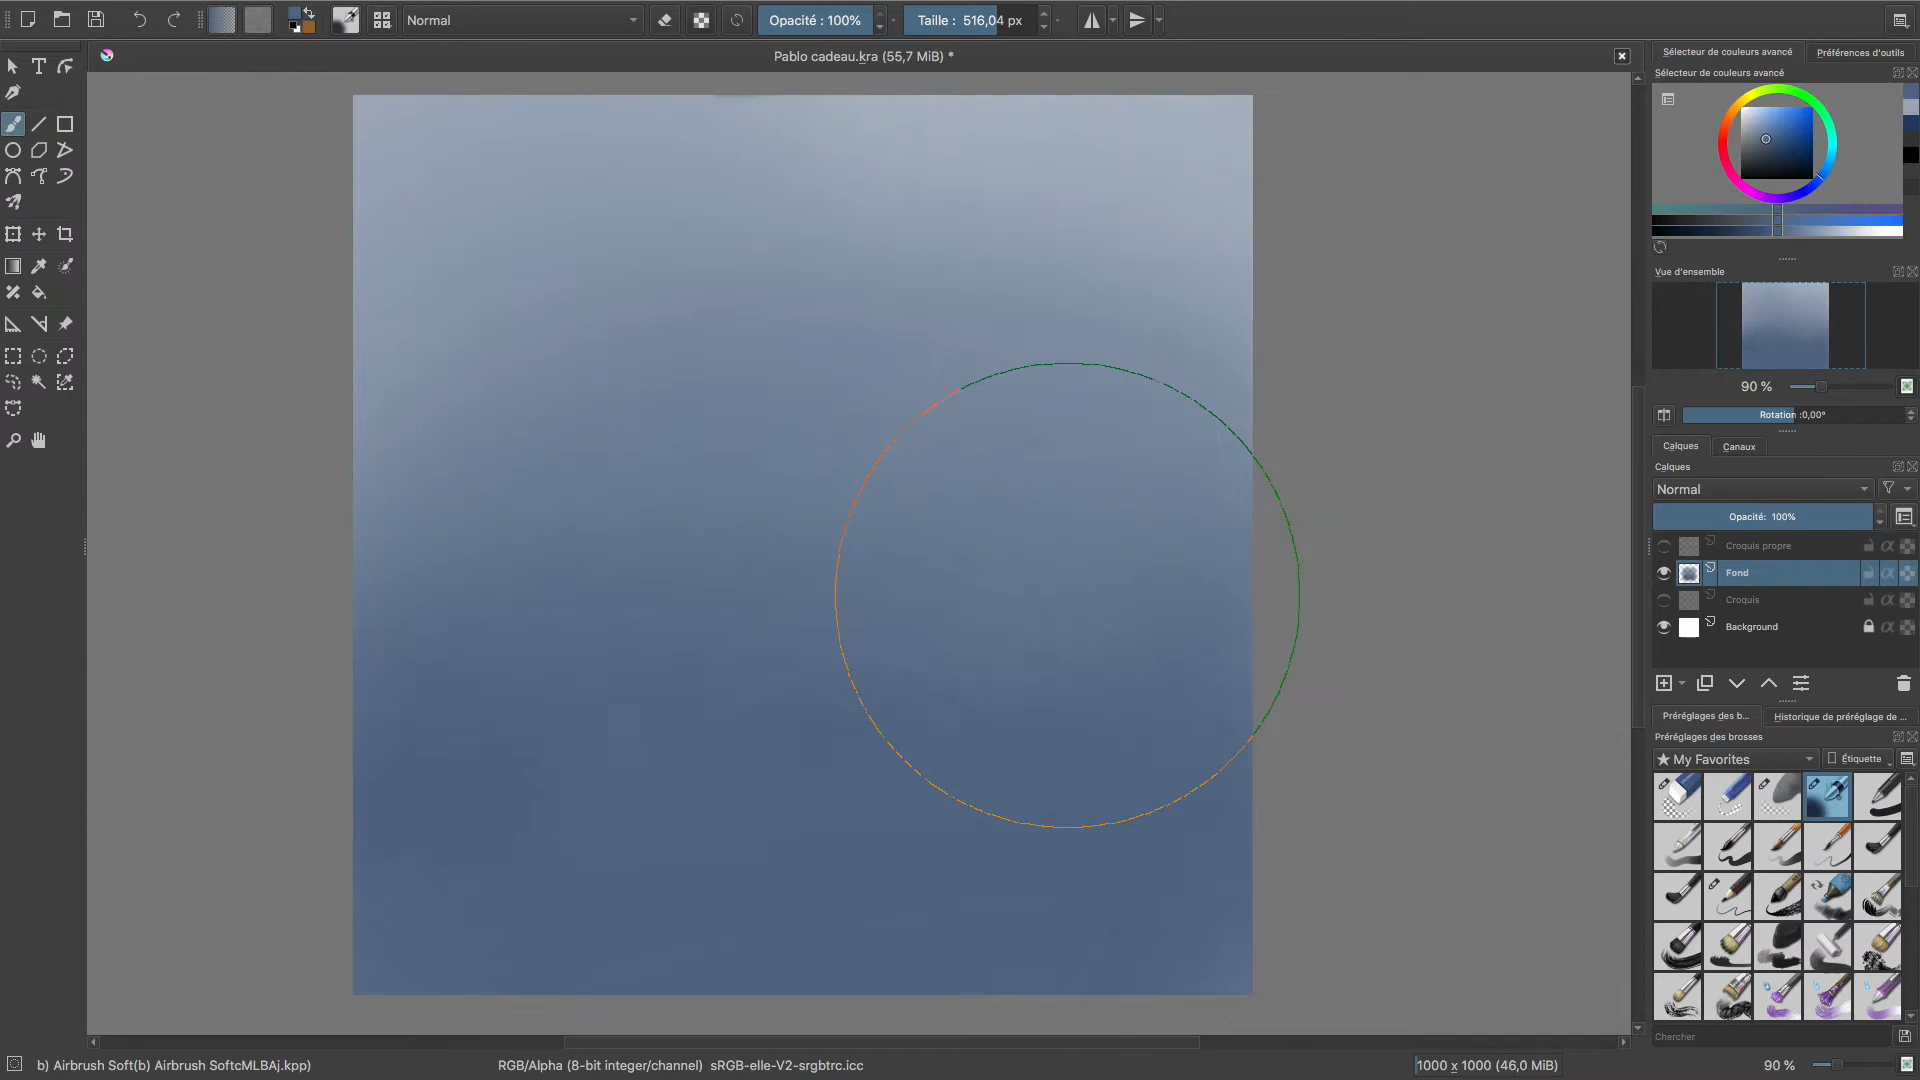 Normal
Opacité : 100%
Taille : 516,04 px
Pablo cadeau.kra (55,7 MiB) *
Sélecteur de couleurs avancé
Préférences d'outils
Sélecteur de couleurs avancé
Vue d'ensemble
90 %
Rotation :0,00°
Calques
Canaux
Calques
Normal
Opacité: 100%
Croquis propre
Fond
Croquis
Background
Préréglages des b...
Historique de préréglage de ...
Préréglages des brosses
★ My Favorites
Étiquette
Chercher
b) Airbrush Soft(b) Airbrush SoftcMLBAj.kpp)
RGB/Alpha (8-bit integer/channel) sRGB-elle-V2-srgbtrc.icc
1000 x 1000 (46,0 MiB)
90 %